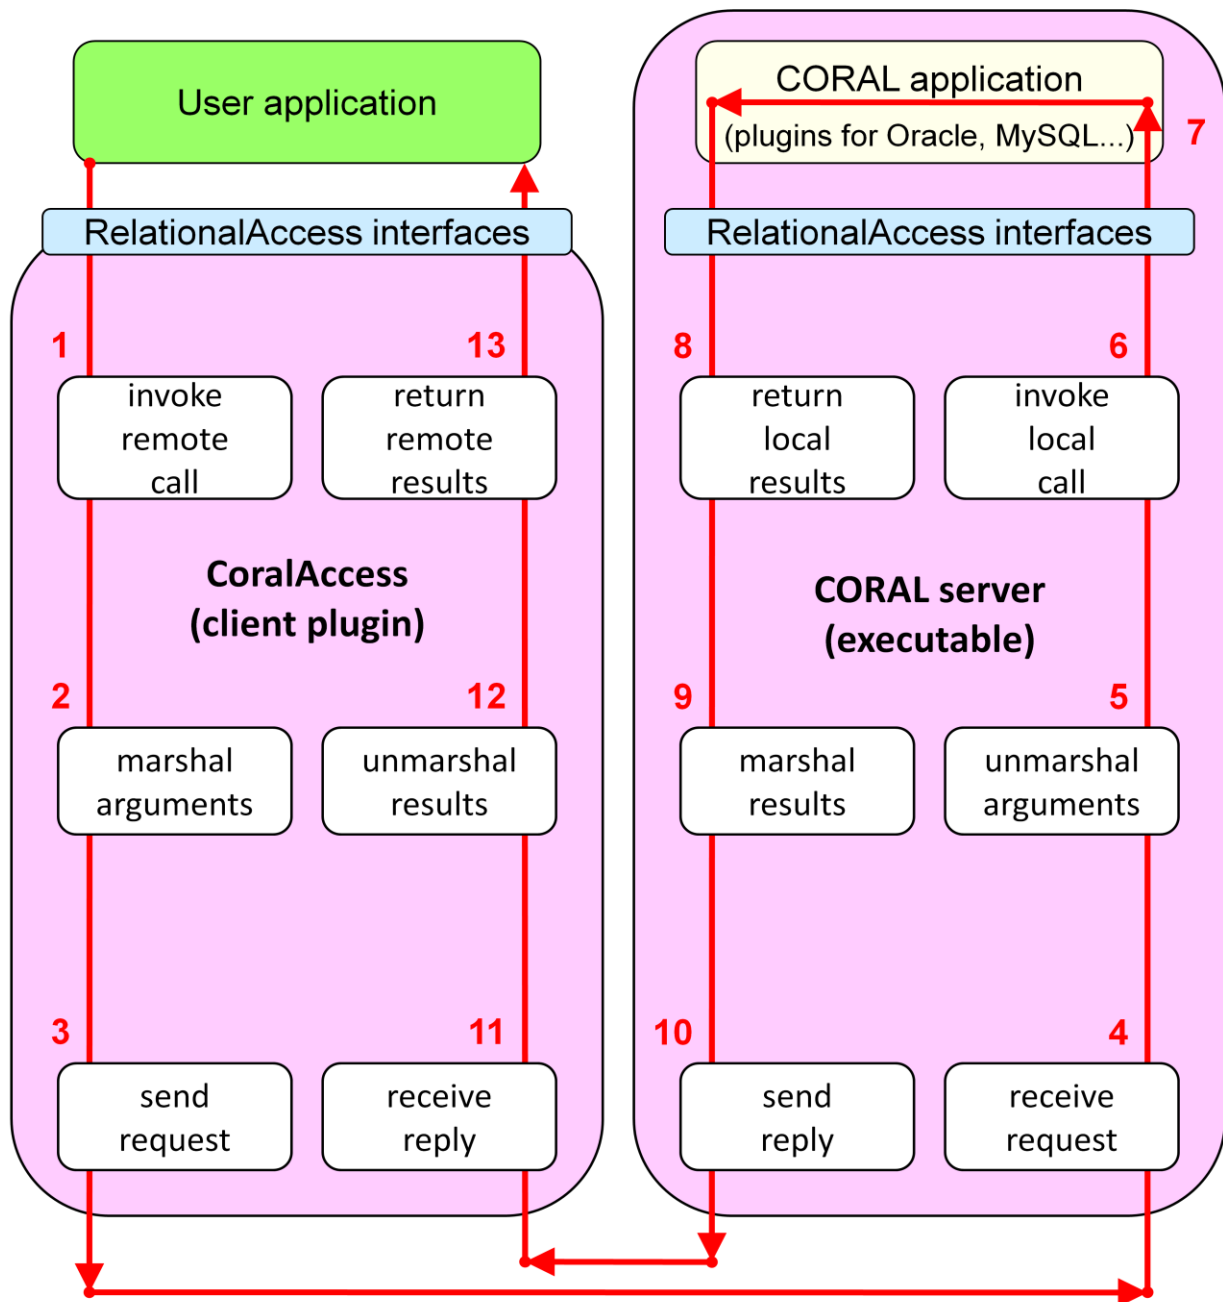 User application
CORAL application
(plugins for Oracle, MySQL...)
7
RelationalAccess interfaces
RelationalAccess interfaces
1
13
8
6
invoke
remote
call
return
remote
results
return
local
results
invoke
local
call
CoralAccess
(client plugin)
CORAL server
(executable)
2
12
9
5
marshal
arguments
unmarshal
results
marshal
results
unmarshal
arguments
3
11
10
4
send
request
receive
reply
send
reply
receive
request